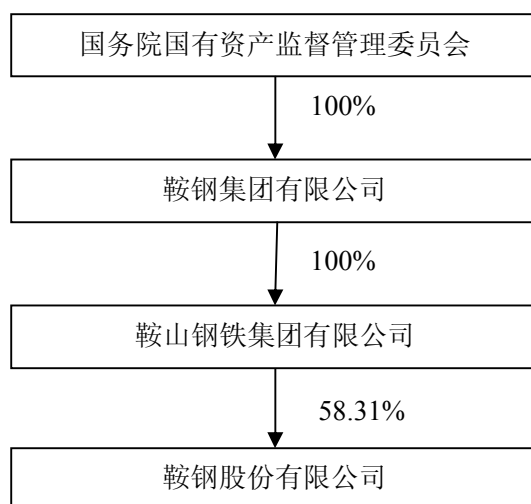 国务院国有资产监督管理委员会
100%
鞍钢集团有限公司
100%
鞍山钢铁集团有限公司
58.31%
鞍钢股份有限公司